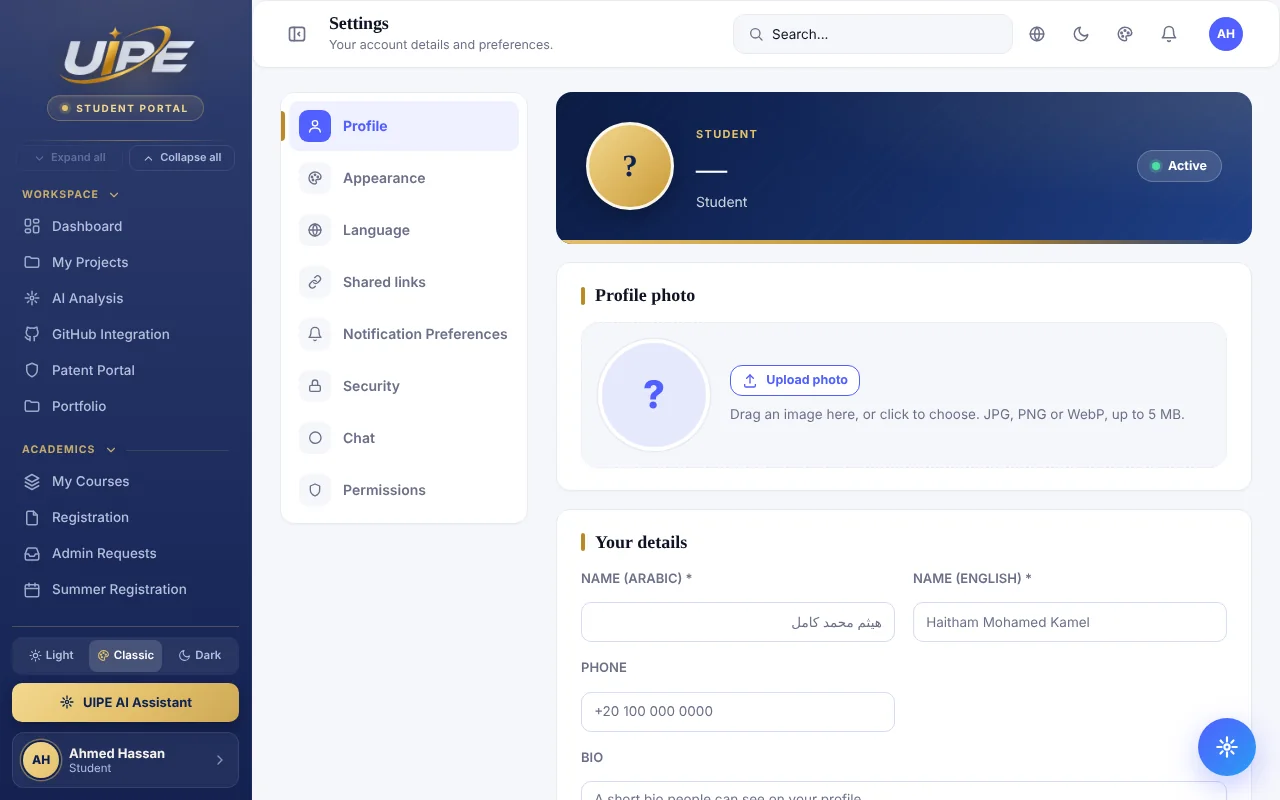 UIPE
STUDENT PORTAL
Expand all
Collapse all
WORKSPACE
Dashboard
My Projects
AI Analysis
GitHub Integration
Patent Portal
Portfolio
ACADEMICS
My Courses
Registration
Admin Requests
Summer Registration
Light
Classic
Dark
UIPE AI Assistant
AH
Ahmed Hassan
Student
Settings
Your account details and preferences.
Search...
AH
Profile
Appearance
Language
Shared links
Notification Preferences
Security
Chat
Permissions
?
STUDENT
—
Student
Active
Profile photo
?
Upload photo
Drag an image here, or click to choose. JPG, PNG or WebP, up to 5 MB.
Your details
NAME (ARABIC) *
NAME (ENGLISH) *
هيثم محمد كامل
Haitham Mohamed Kamel
PHONE
+20 100 000 0000
BIO
A short bio people can see on your profile.